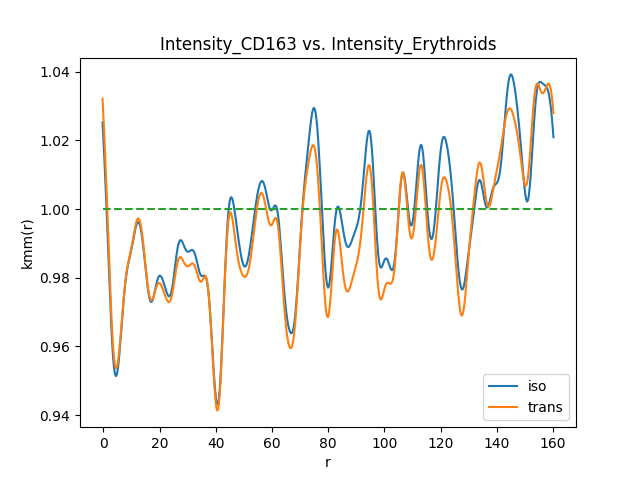 Intensity_CD163 vs. Intensity_Erythroids
kmm(r)
1.04
1.02
1.00
0.98
0.96
0.94
0 20 40 60 80 100 120 140 160
r
iso
trans